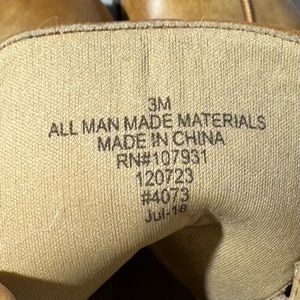 3M
ALL MAN MADE MATERIALS
MADE IN CHINA
RN#107931
120723
#4073
Jul-18